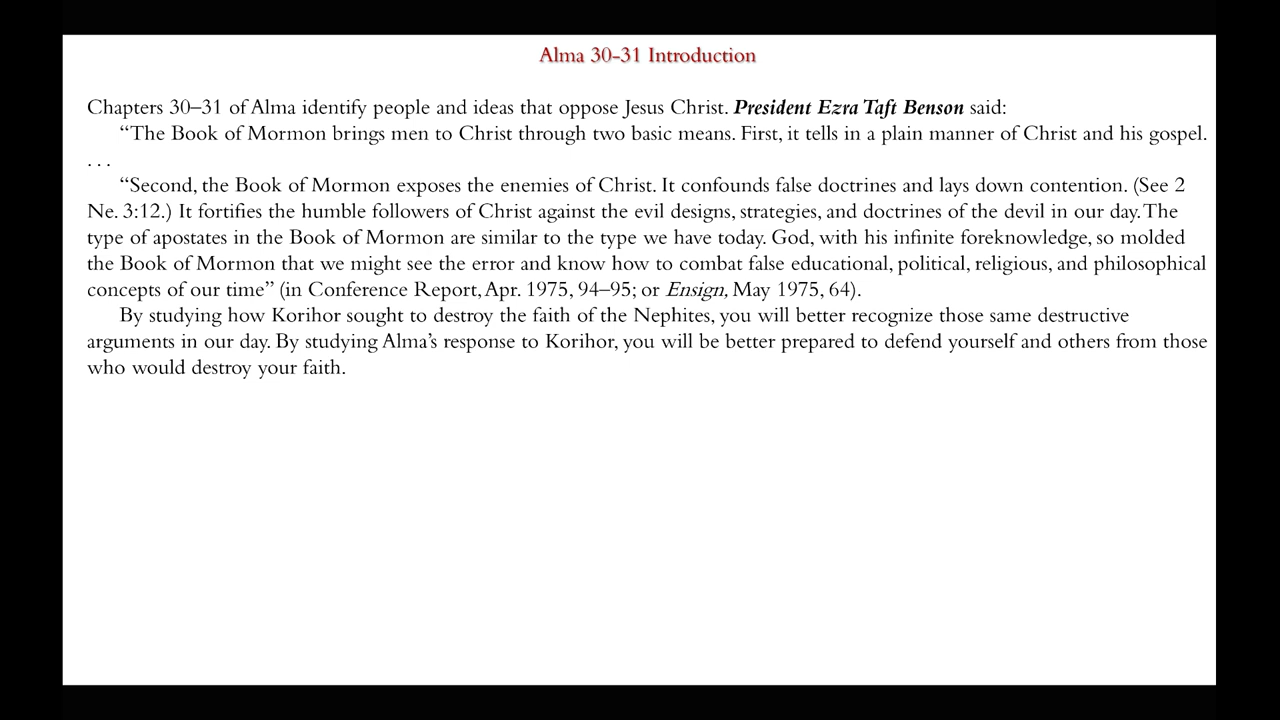 Alma 30-31 Introduction
Chapters 30–31 of Alma identify people and ideas that oppose Jesus Christ. President Ezra Taft Benson said:
“The Book of Mormon brings men to Christ through two basic means. First, it tells in a plain manner of Christ and his gospel.
. . .
“Second, the Book of Mormon exposes the enemies of Christ. It confounds false doctrines and lays down contention. (See 2
Ne. 3:12.) It fortifies the humble followers of Christ against the evil designs, strategies, and doctrines of the devil in our day. The
type of apostates in the Book of Mormon are similar to the type we have today. God, with his infinite foreknowledge, so molded
the Book of Mormon that we might see the error and know how to combat false educational, political, religious, and philosophical
concepts of our time” (in Conference Report, Apr. 1975, 94–95; or Ensign, May 1975, 64).
By studying how Korihor sought to destroy the faith of the Nephites, you will better recognize those same destructive
arguments in our day. By studying Alma’s response to Korihor, you will be better prepared to defend yourself and others from those
who would destroy your faith.